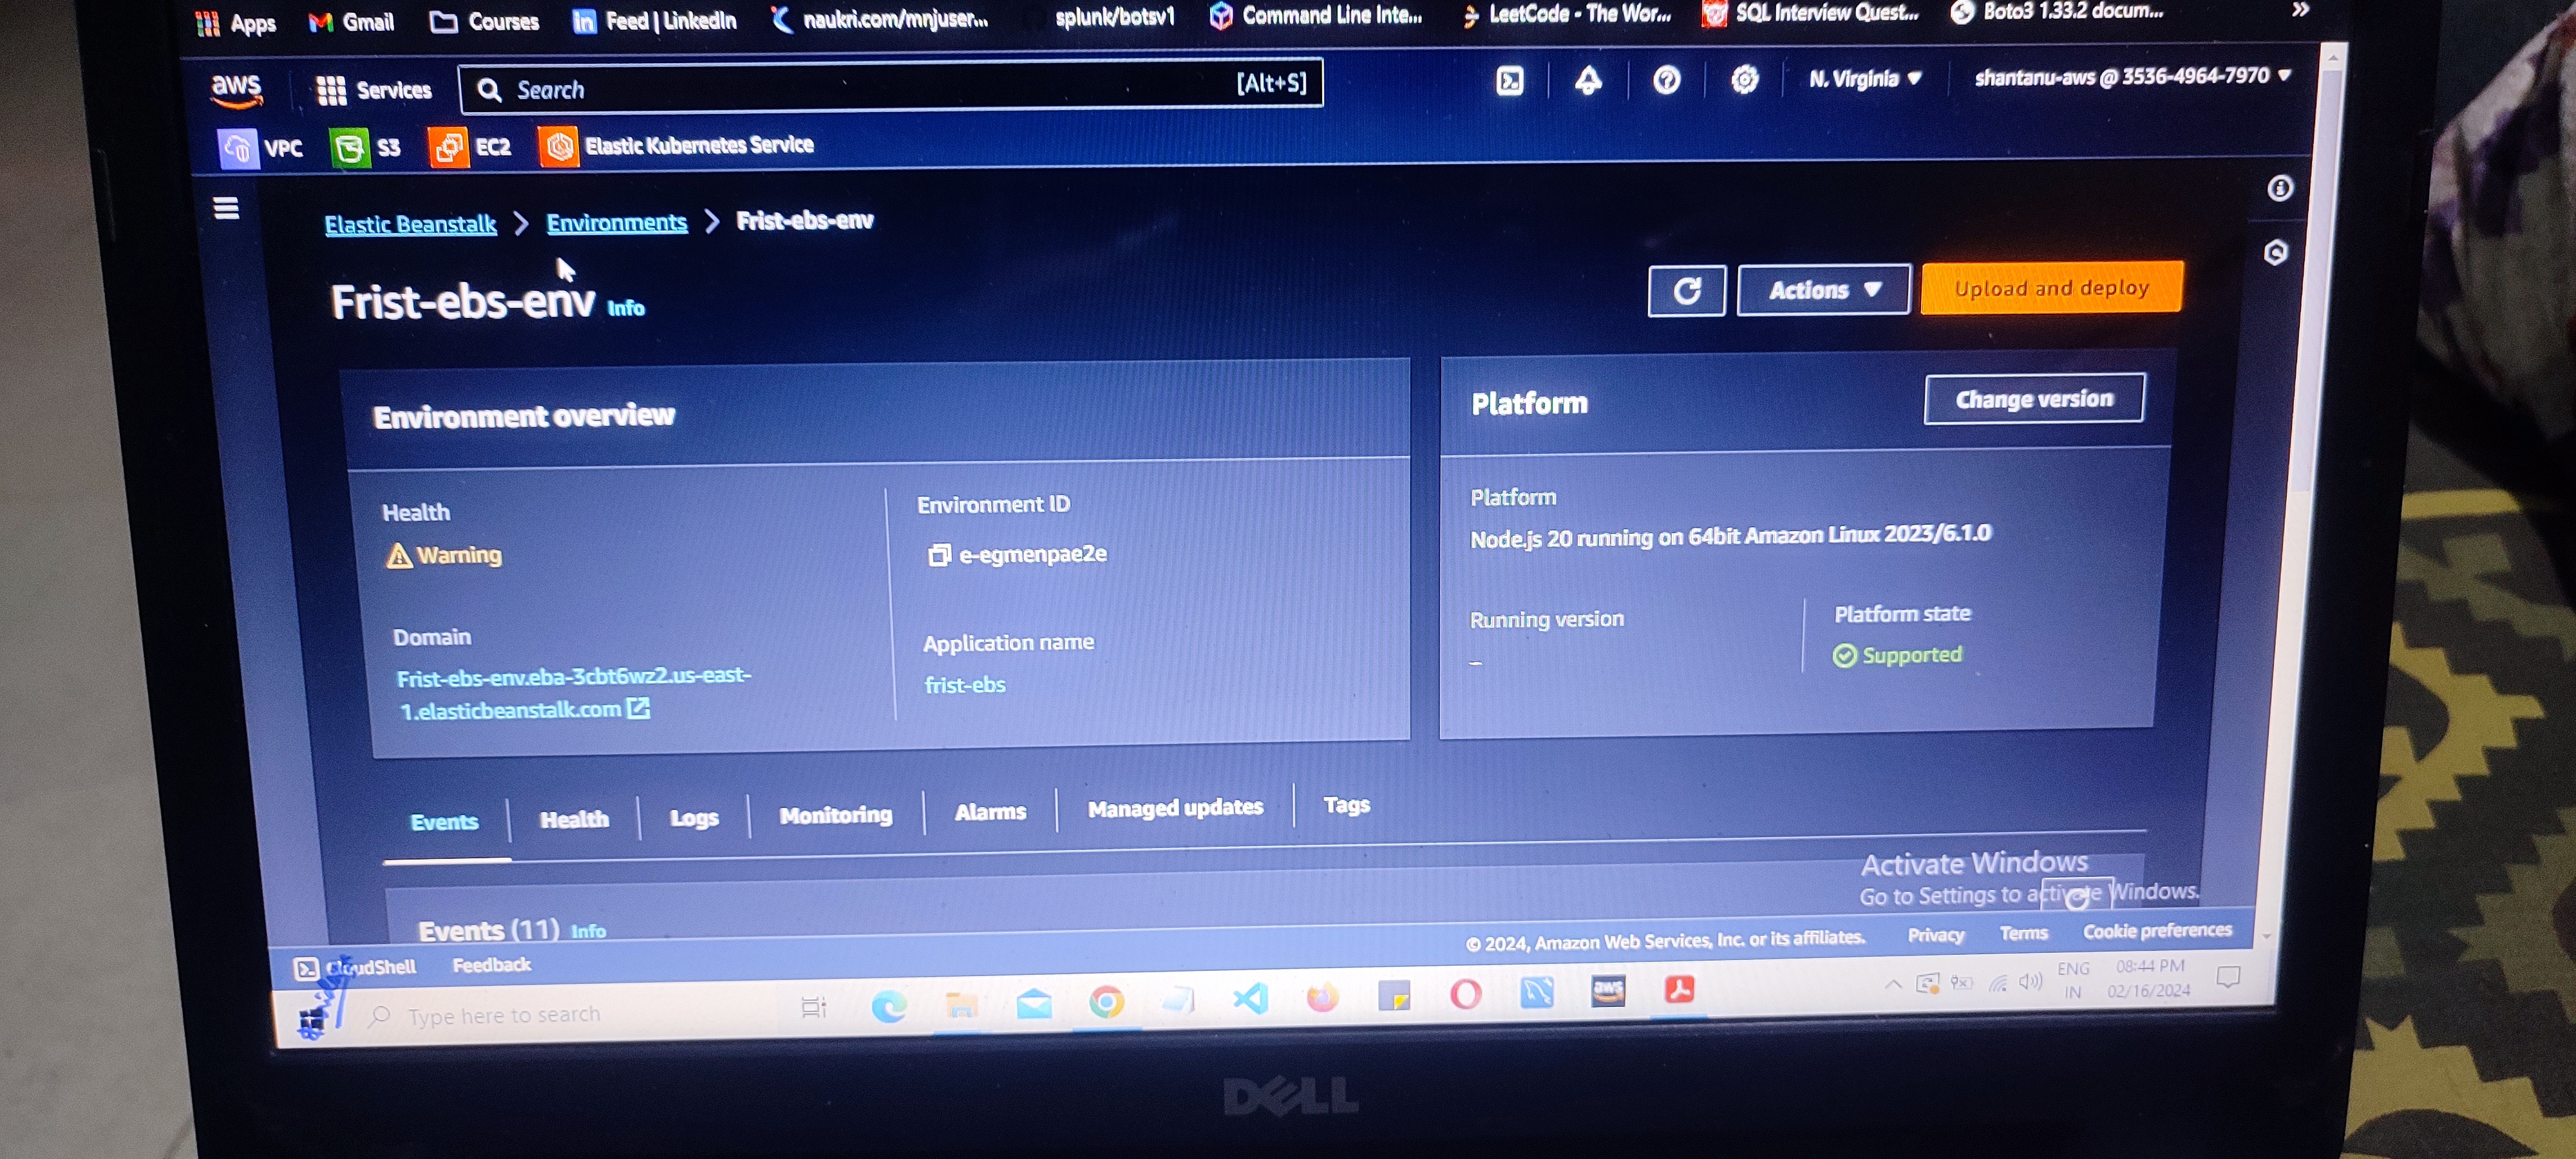 Apps Gmail Courses Feed | LinkedIn naukri.com/mnjuser... splunk/botsv1 Command Line Inte... LeetCode - The Wor... SQL Interview Quest... Boto3 1.33.2 docum... »
aws Services Search [Alt+S] N. Virginia ▼ shantanu-aws @ 3536-4964-7970 ▼
VPC S3 EC2 Elastic Kubernetes Service
Elastic Beanstalk > Environments > Frist-ebs-env
Frist-ebs-env Info
Actions ▼ Upload and deploy
Environment overview
Health
Warning
Domain
Frist-ebs-env.eba-3cbt6wz2.us-east-
1.elasticbeanstalk.com
Environment ID
e-egmenpae2e
Application name
frist-ebs
Platform
Change version
Platform
Node.js 20 running on 64bit Amazon Linux 2023/6.1.0
Running version
–
Platform state
Supported
Events Health Logs Monitoring Alarms Managed updates Tags
Events (11) Info
Activate Windows
Go to Settings to activate Windows.
© 2024, Amazon Web Services, Inc. or its affiliates. Privacy Terms Cookie preferences
CloudShell Feedback
Type here to search
aws
ENG
IN
08:44 PM
02/16/2024
DELL